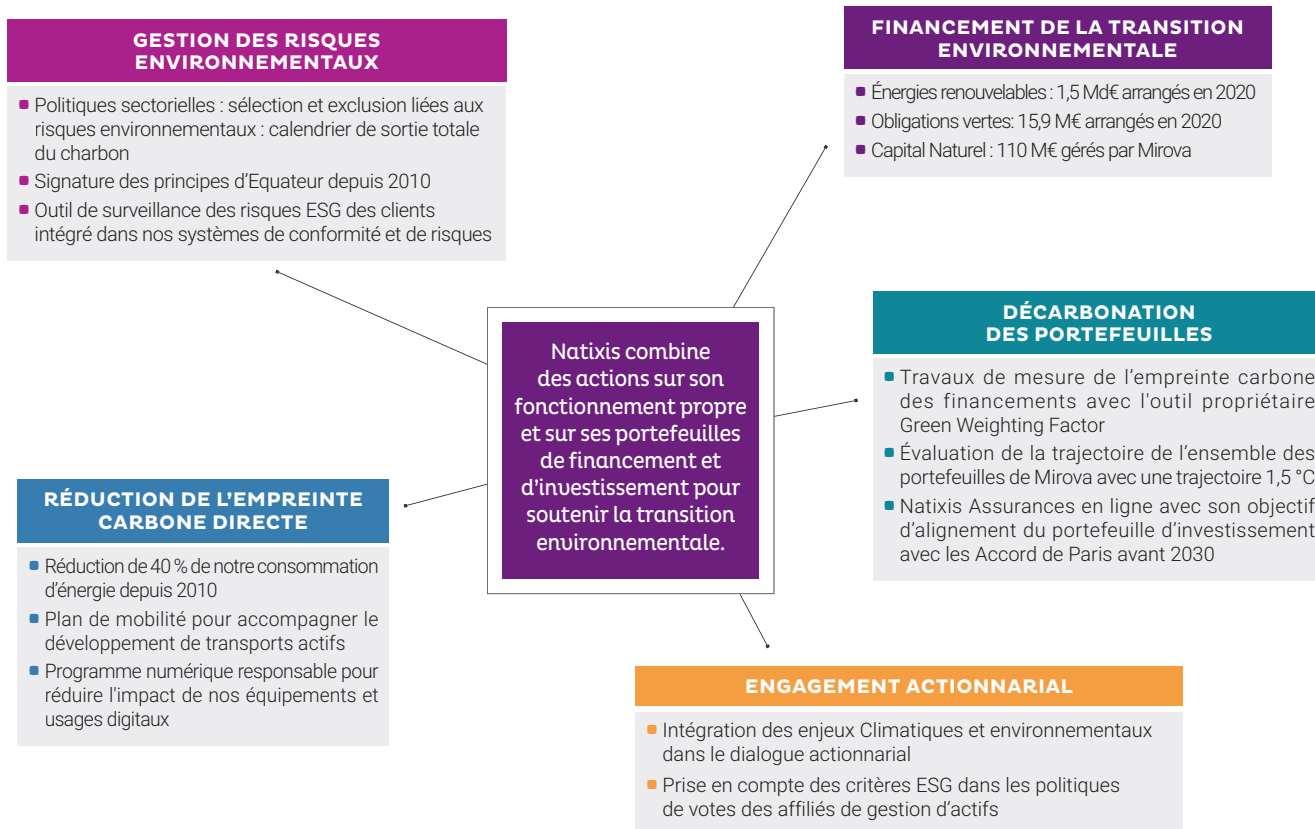 GESTION DES RISQUES
ENVIRONNEMENTAUX
Politiques sectorielles : sélection et exclusion liées aux
risques environnementaux : calendrier de sortie totale
du charbon
Signature des principes d’Equateur depuis 2010
Outil de surveillance des risques ESG des clients
intégré dans nos systèmes de conformité et de risques
FINANCEMENT DE LA TRANSITION
ENVIRONNEMENTALE
Énergies renouvelables : 1,5 Md€ arrangés en 2020
Obligations vertes: 15,9 M€ arrangés en 2020
Capital Naturel : 110 M€ gérés par Mirova
Natixis combine
des actions sur son
fonctionnement propre
et sur ses portefeuilles
de financement et
d’investissement pour
soutenir la transition
environnementale.
DÉCARBONATION
DES PORTEFEUILLES
Travaux de mesure de l’empreinte carbone
des financements avec l'outil propriétaire
Green Weighting Factor
Évaluation de la trajectoire de l’ensemble des
portefeuilles de Mirova avec une trajectoire 1,5 °C
Natixis Assurances en ligne avec son objectif
d’alignement du portefeuille d’investissement
avec les Accord de Paris avant 2030
RÉDUCTION DE L’EMPREINTE
CARBONE DIRECTE
Réduction de 40 % de notre consommation
d’énergie depuis 2010
Plan de mobilité pour accompagner le
développement de transports actifs
Programme numérique responsable pour
réduire l'impact de nos équipements et
usages digitaux
ENGAGEMENT ACTIONNARIAL
Intégration des enjeux Climatiques et environnementaux
dans le dialogue actionnarial
Prise en compte des critères ESG dans les politiques
de votes des affiliés de gestion d’actifs